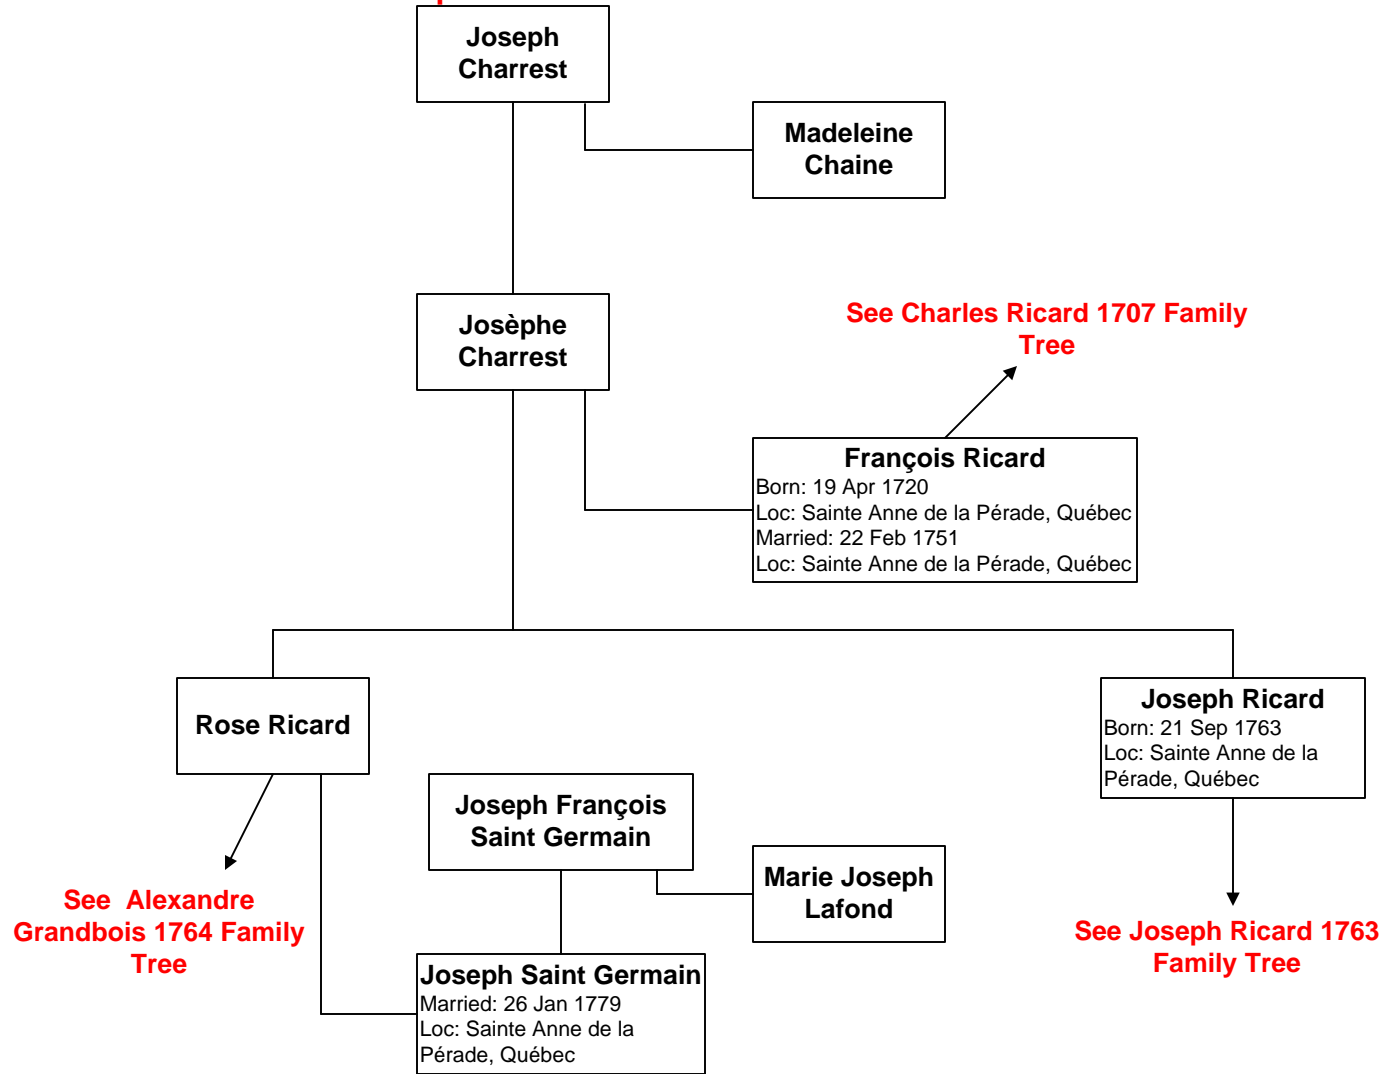 Joseph
Charrest
Madeleine
Chaine
Josèphe
Charrest
See Charles Ricard 1707 Family
Tree
François Ricard
Born: 19 Apr 1720
Loc: Sainte Anne de la Pérade, Québec
Married: 22 Feb 1751
Loc: Sainte Anne de la Pérade, Québec
Rose Ricard
Joseph Ricard
Born: 21 Sep 1763
Loc: Sainte Anne de la
Pérade, Québec
Joseph François
Saint Germain
Marie Joseph
Lafond
See  Alexandre
Grandbois 1764 Family
Tree
See Joseph Ricard 1763
Family Tree
Joseph Saint Germain
Married: 26 Jan 1779
Loc: Sainte Anne de la
Pérade, Québec